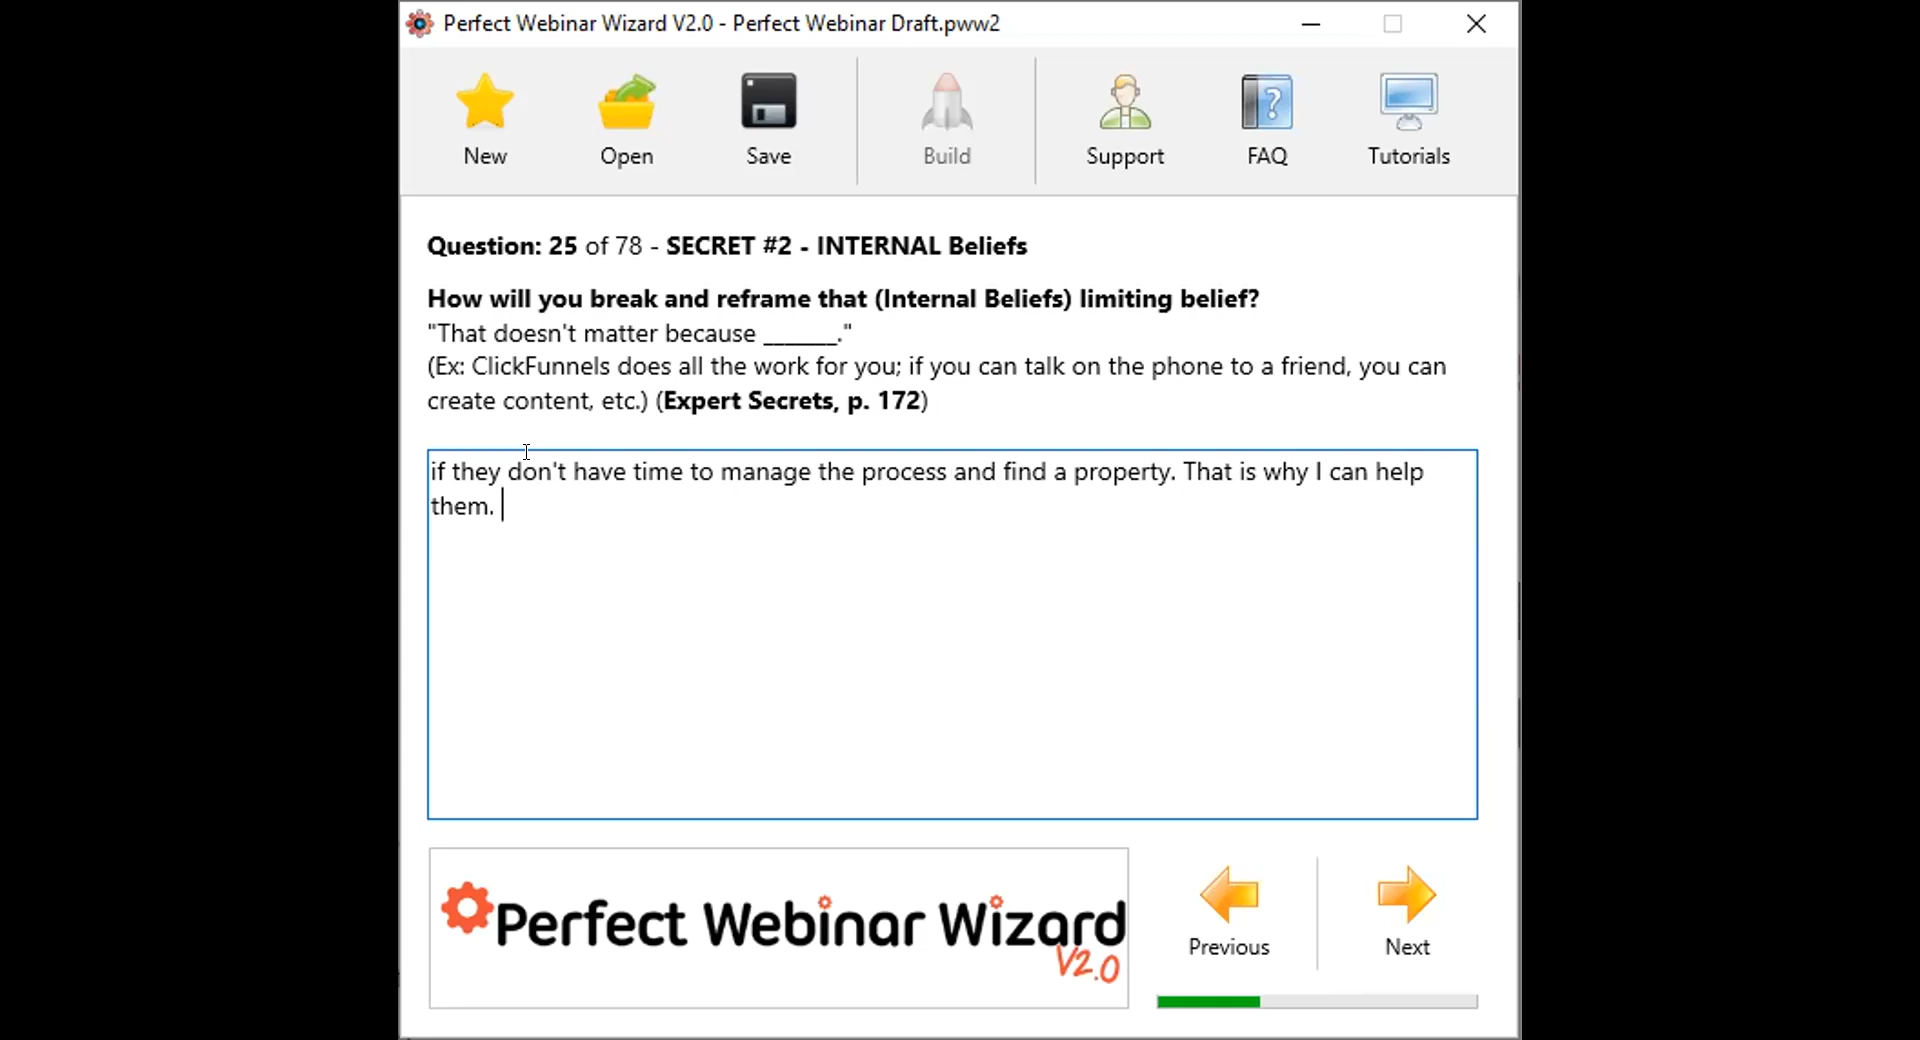 Perfect Webinar Wizard V2.0 - Perfect Webinar Draft.pww2
New Open Save Build Support FAQ Tutorials
Question: 25 of 78 - SECRET #2 - INTERNAL Beliefs
How will you break and reframe that (Internal Beliefs) limiting belief?
"That doesn't matter because ______."
(Ex: ClickFunnels does all the work for you; if you can talk on the phone to a friend, you can
create content, etc.) (Expert Secrets, p. 172)
if they don't have time to manage the process and find a property. That is why I can help
them.
Perfect Webinar Wizard
V2.0
Previous Next